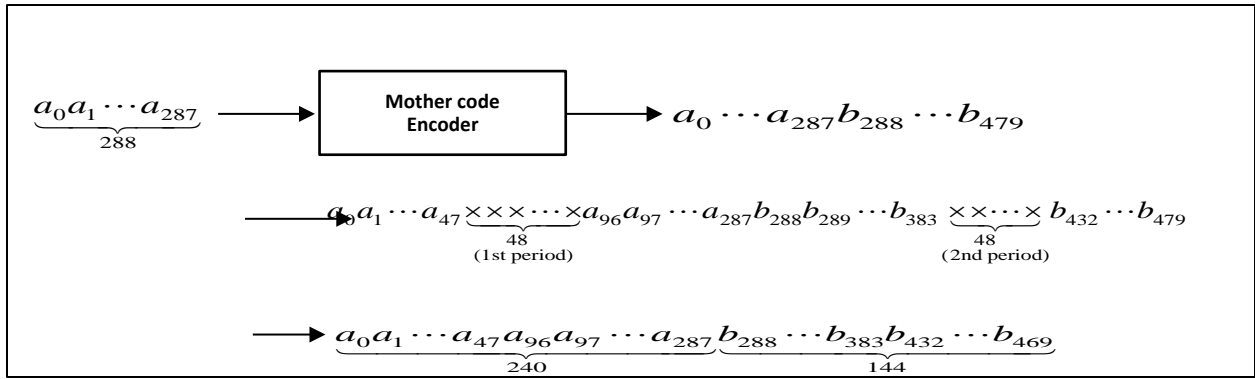 a₀a₁ ⋯ a₂₈₇ Mother code a₀ ⋯ a₂₈₇b₂₈₈ ⋯ b₄₇₉
288 Encoder
a₀a₁ ⋯ a₄₇ ××× ⋯ × a₉₆a₉₇ ⋯ a₂₈₇b₂₈₈b₂₈₉ ⋯ b₃₈₃ ×× ⋯ × b₄₃₂ ⋯ b₄₇₉
48 48
(1st period) (2nd period)
a₀a₁ ⋯ a₄₇a₉₆a₉₇ ⋯ a₂₈₇b₂₈₈ ⋯ b₃₈₃b₄₃₂ ⋯ b₄₆₉
240 144